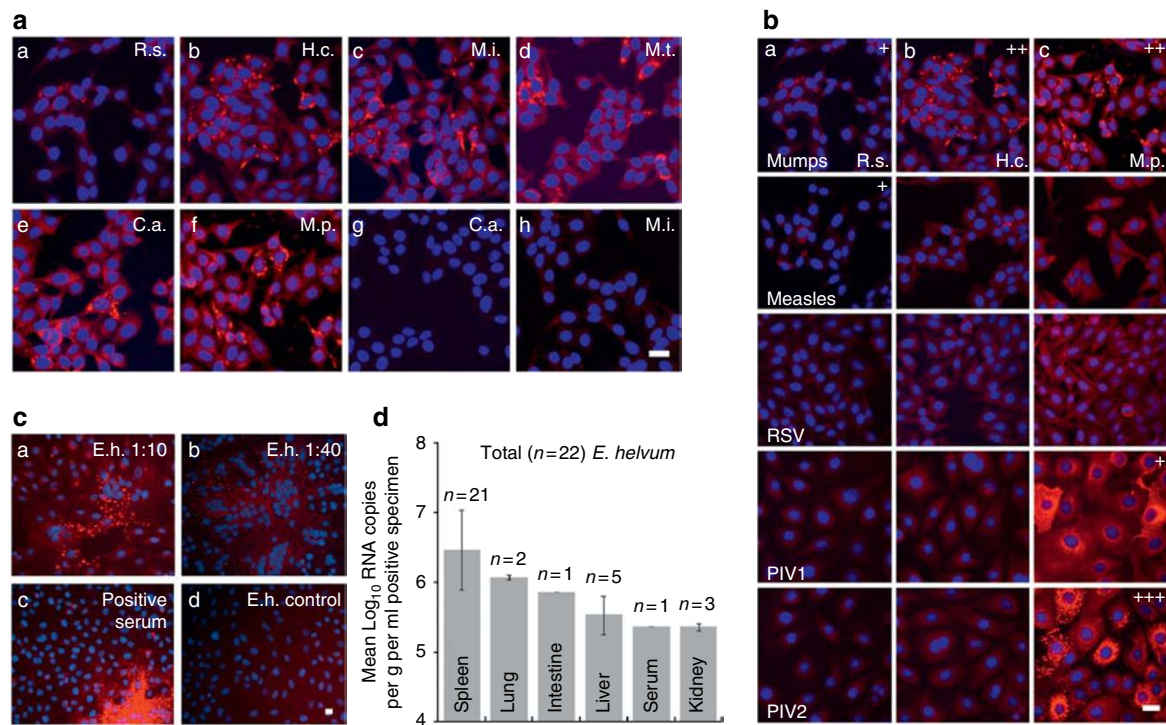 a
a R.s.
b H.c.
c M.i.
d M.t.
e C.a.
f M.p.
g C.a.
h M.i.
b
a +
Mumps R.s.
b ++
H.c.
c ++
M.p.
+
Measles
RSV
PIV1
+
PIV2
+++
c
a E.h. 1:10
b E.h. 1:40
c Positive
serum
d E.h. control
d
Total (n=22) E. helvum
Mean Log10 RNA copies
per g per ml positive specimen
8
7
6
5
4
n=21
n=2
n=1
n=5
n=1
n=3
Spleen
Lung
Intestine
Liver
Serum
Kidney